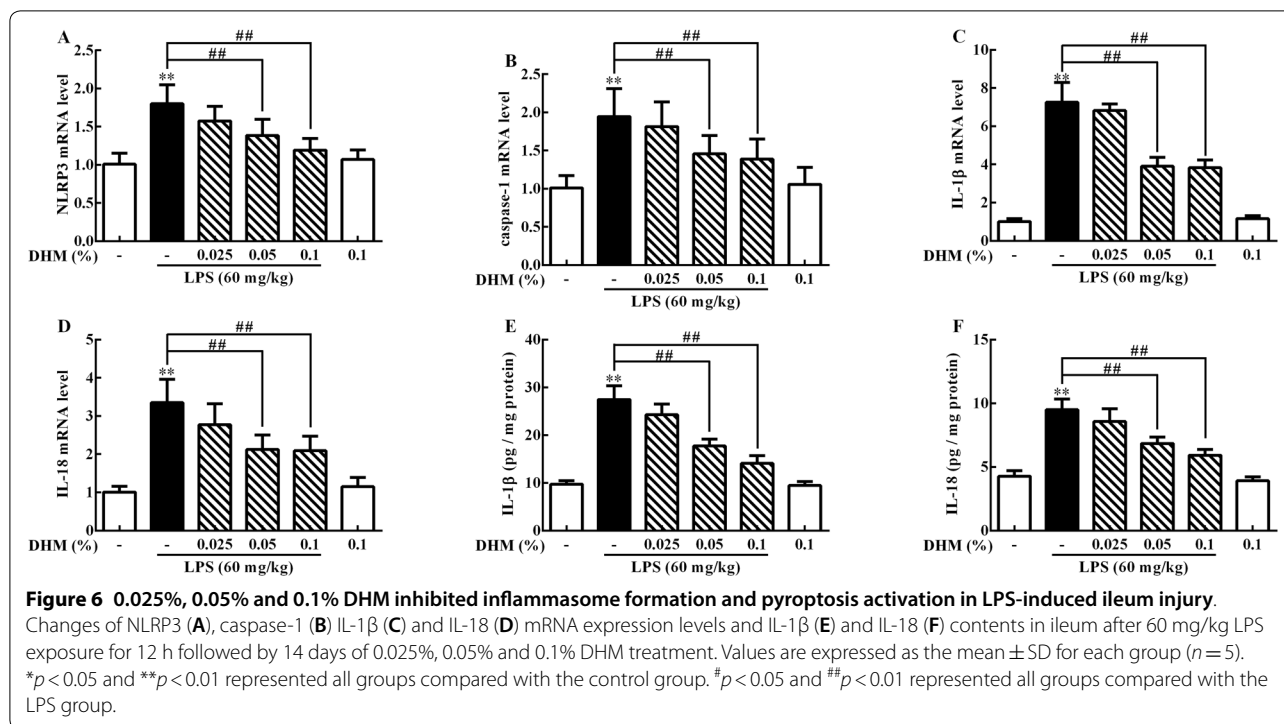 A
##
##
**
NLRP3 mRNA level
2.5
2.0
1.5
1.0
0.5
0.0
DHM (%) - - 0.025 0.05 0.1 0.1
LPS (60 mg/kg)
B
##
##
**
caspase-1 mRNA level
2.5
2.0
1.5
1.0
0.5
0.0
DHM (%) - - 0.025 0.05 0.1 0.1
LPS (60 mg/kg)
C
##
##
**
IL-1β mRNA level
8
6
4
2
0
DHM (%) - - 0.025 0.05 0.1 0.1
LPS (60 mg/kg)
D
##
##
**
IL-18 mRNA level
5
4
3
2
1
0
DHM (%) - - 0.025 0.05 0.1 0.1
LPS (60 mg/kg)
E
##
##
**
IL-1β (pg / mg protein)
40
30
20
10
0
DHM (%) - - 0.025 0.05 0.1 0.1
LPS (60 mg/kg)
F
##
##
**
IL-18 (pg / mg protein)
15
10
5
0
DHM (%) - - 0.025 0.05 0.1 0.1
LPS (60 mg/kg)
Figure 6 0.025%, 0.05% and 0.1% DHM inhibited inflammasome formation and pyroptosis activation in LPS-induced ileum injury.
Changes of NLRP3 (A), caspase-1 (B) IL-1β (C) and IL-18 (D) mRNA expression levels and IL-1β (E) and IL-18 (F) contents in ileum after 60 mg/kg LPS
exposure for 12 h followed by 14 days of 0.025%, 0.05% and 0.1% DHM treatment. Values are expressed as the mean ± SD for each group (n = 5).
*p < 0.05 and **p < 0.01 represented all groups compared with the control group. #p < 0.05 and ##p < 0.01 represented all groups compared with the
LPS group.